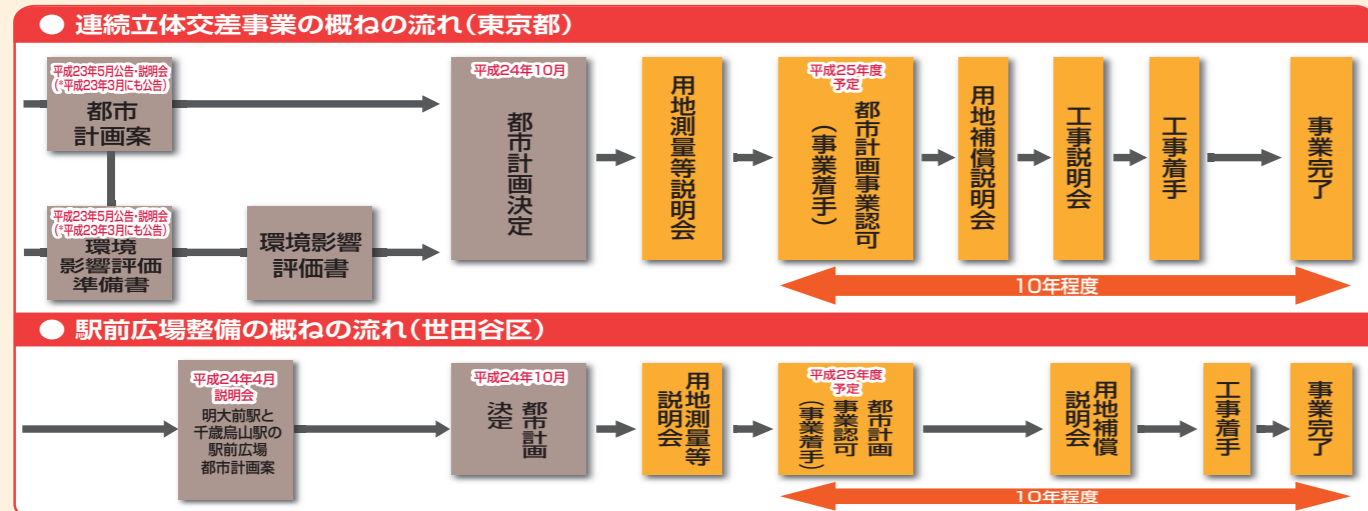 ● 連続立体交差事業の概ねの流れ（東京都）
平成23年5月公告・説明会
（*平成23年3月にも公告）
都市
計画案
平成23年5月公告・説明会
（*平成23年3月にも公告）
環境
影響評価
準備書
環境影響
評価書
平成24年10月
都市計画決定
用地測量等説明会
平成25年度
予定
都市計画事業認可
（事業着手）
用地補償説明会
工事説明会
工事着手
事業完了
10年程度
● 駅前広場整備の概ねの流れ（世田谷区）
平成24年4月
説明会
明大前駅と
千歳烏山駅の
駅前広場
都市計画案
平成24年10月
都市計画
決定
用地測量等
説明会
平成25年度
予定
都市計画
事業認可
（事業着手）
用地補償
説明会
工事着手
事業完了
10年程度